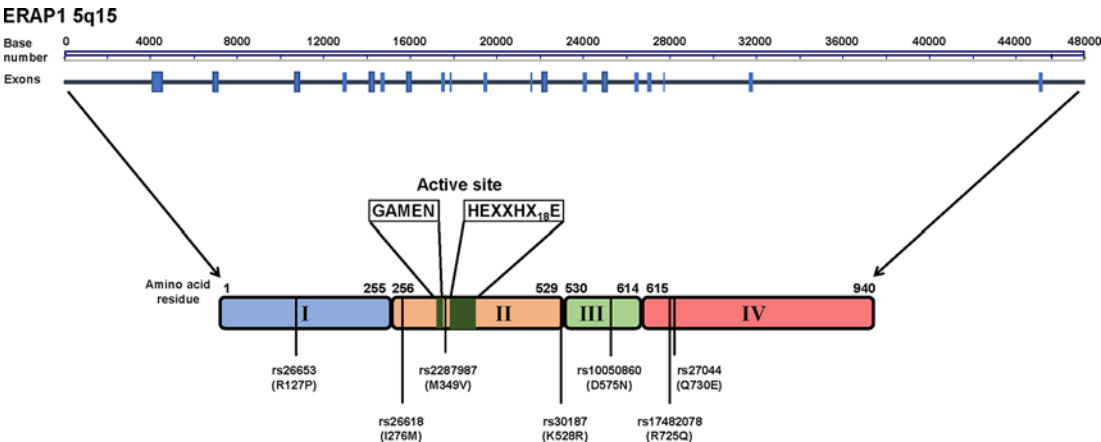 ERAP1 5q15
Base number
0 4000 8000 12000 16000 20000 24000 28000 32000 36000 40000 44000 48000
Exons
Active site
GAMEN HEXXHX₁₈E
Amino acid residue
1 255 256 529 530 614 615 940
I II III IV
rs26653 (R127P)
rs2287987 (M349V)
rs10050860 (D575N)
rs27044 (Q730E)
rs26618 (I276M)
rs30187 (K528R)
rs17482078 (R725Q)